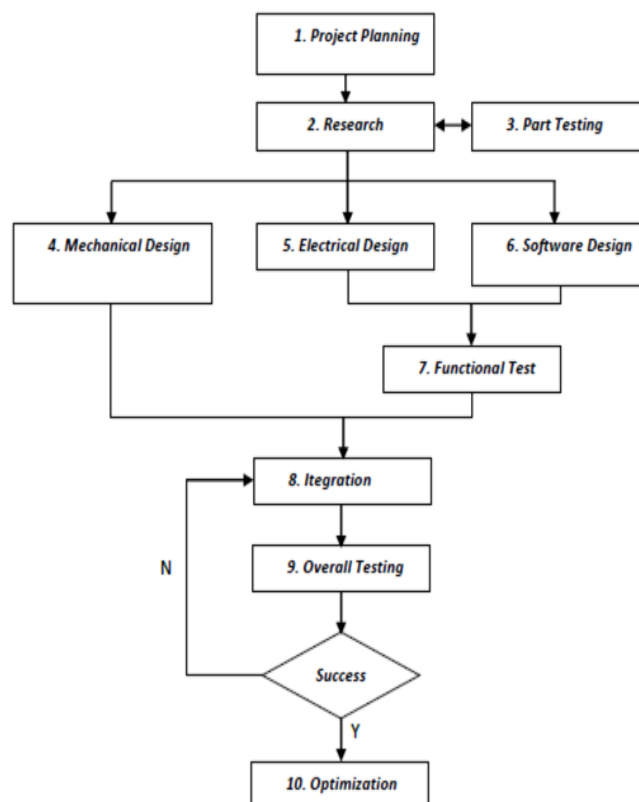 1. Project Planning
2. Research
3. Part Testing
4. Mechanical Design
5. Electrical Design
6. Software Design
7. Functional Test
8. Itegration
N
9. Overall Testing
Success
Y
10. Optimization